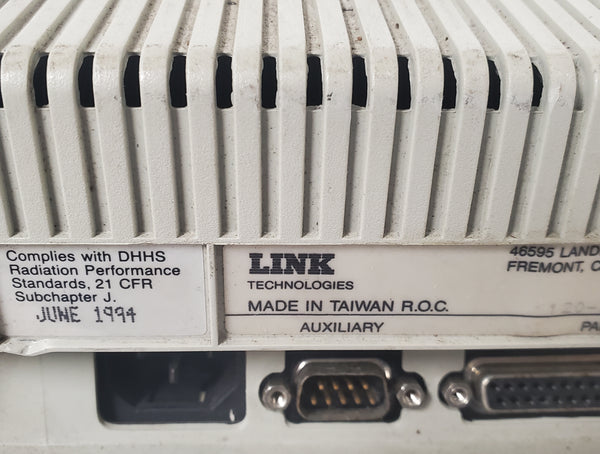 Complies with DHHS
Radiation Performance
Standards, 21 CFR
Subchapter J.
JUNE 1994
LINK
TECHNOLOGIES
MADE IN TAIWAN R.O.C.
AUXILIARY
46595 LAND
FREMONT, C
PA